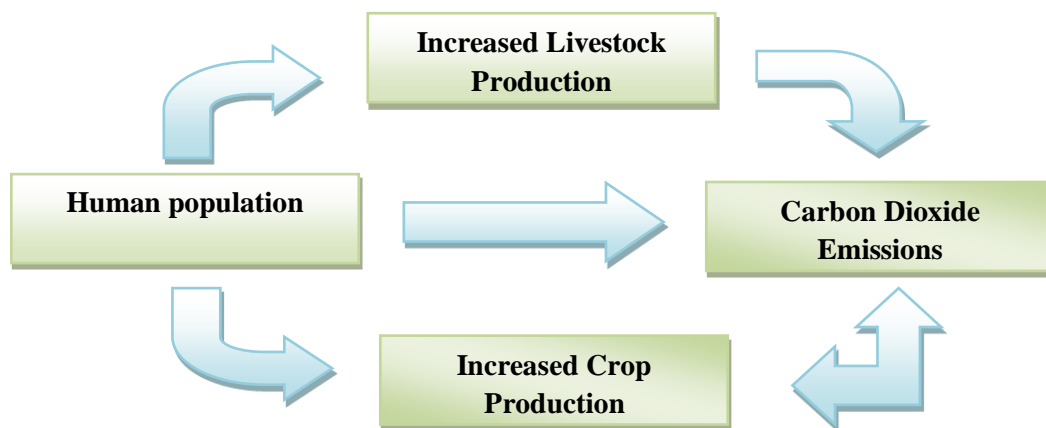 Increased Livestock
Production
Human population
Carbon Dioxide
Emissions
Increased Crop
Production